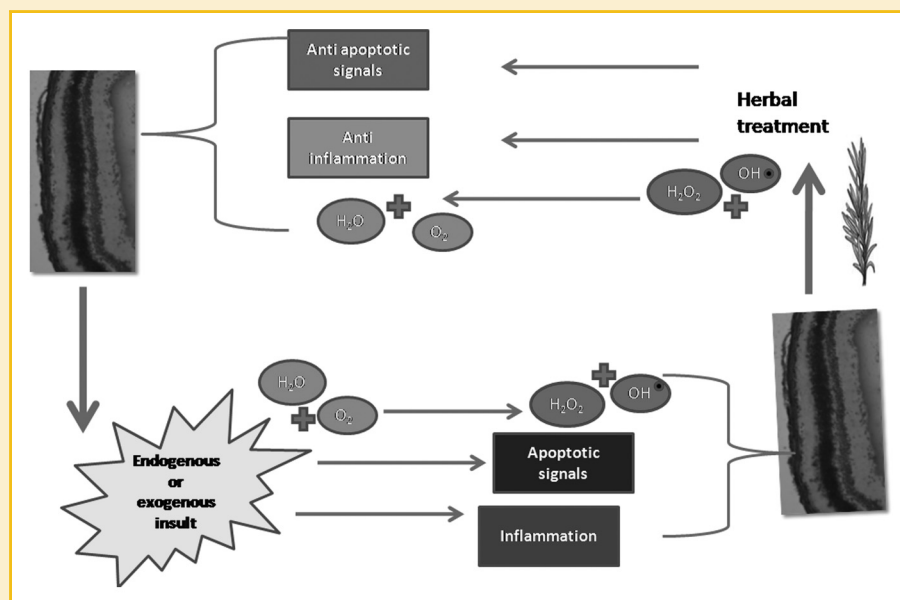 Anti apoptotic
signals
Anti
inflammation
H₂O
O₂
H₂O₂
OH
Herbal
treatment
Endogenous
or
exogenous
insult
H₂O
O₂
H₂O₂
OH
Apoptotic
signals
Inflammation